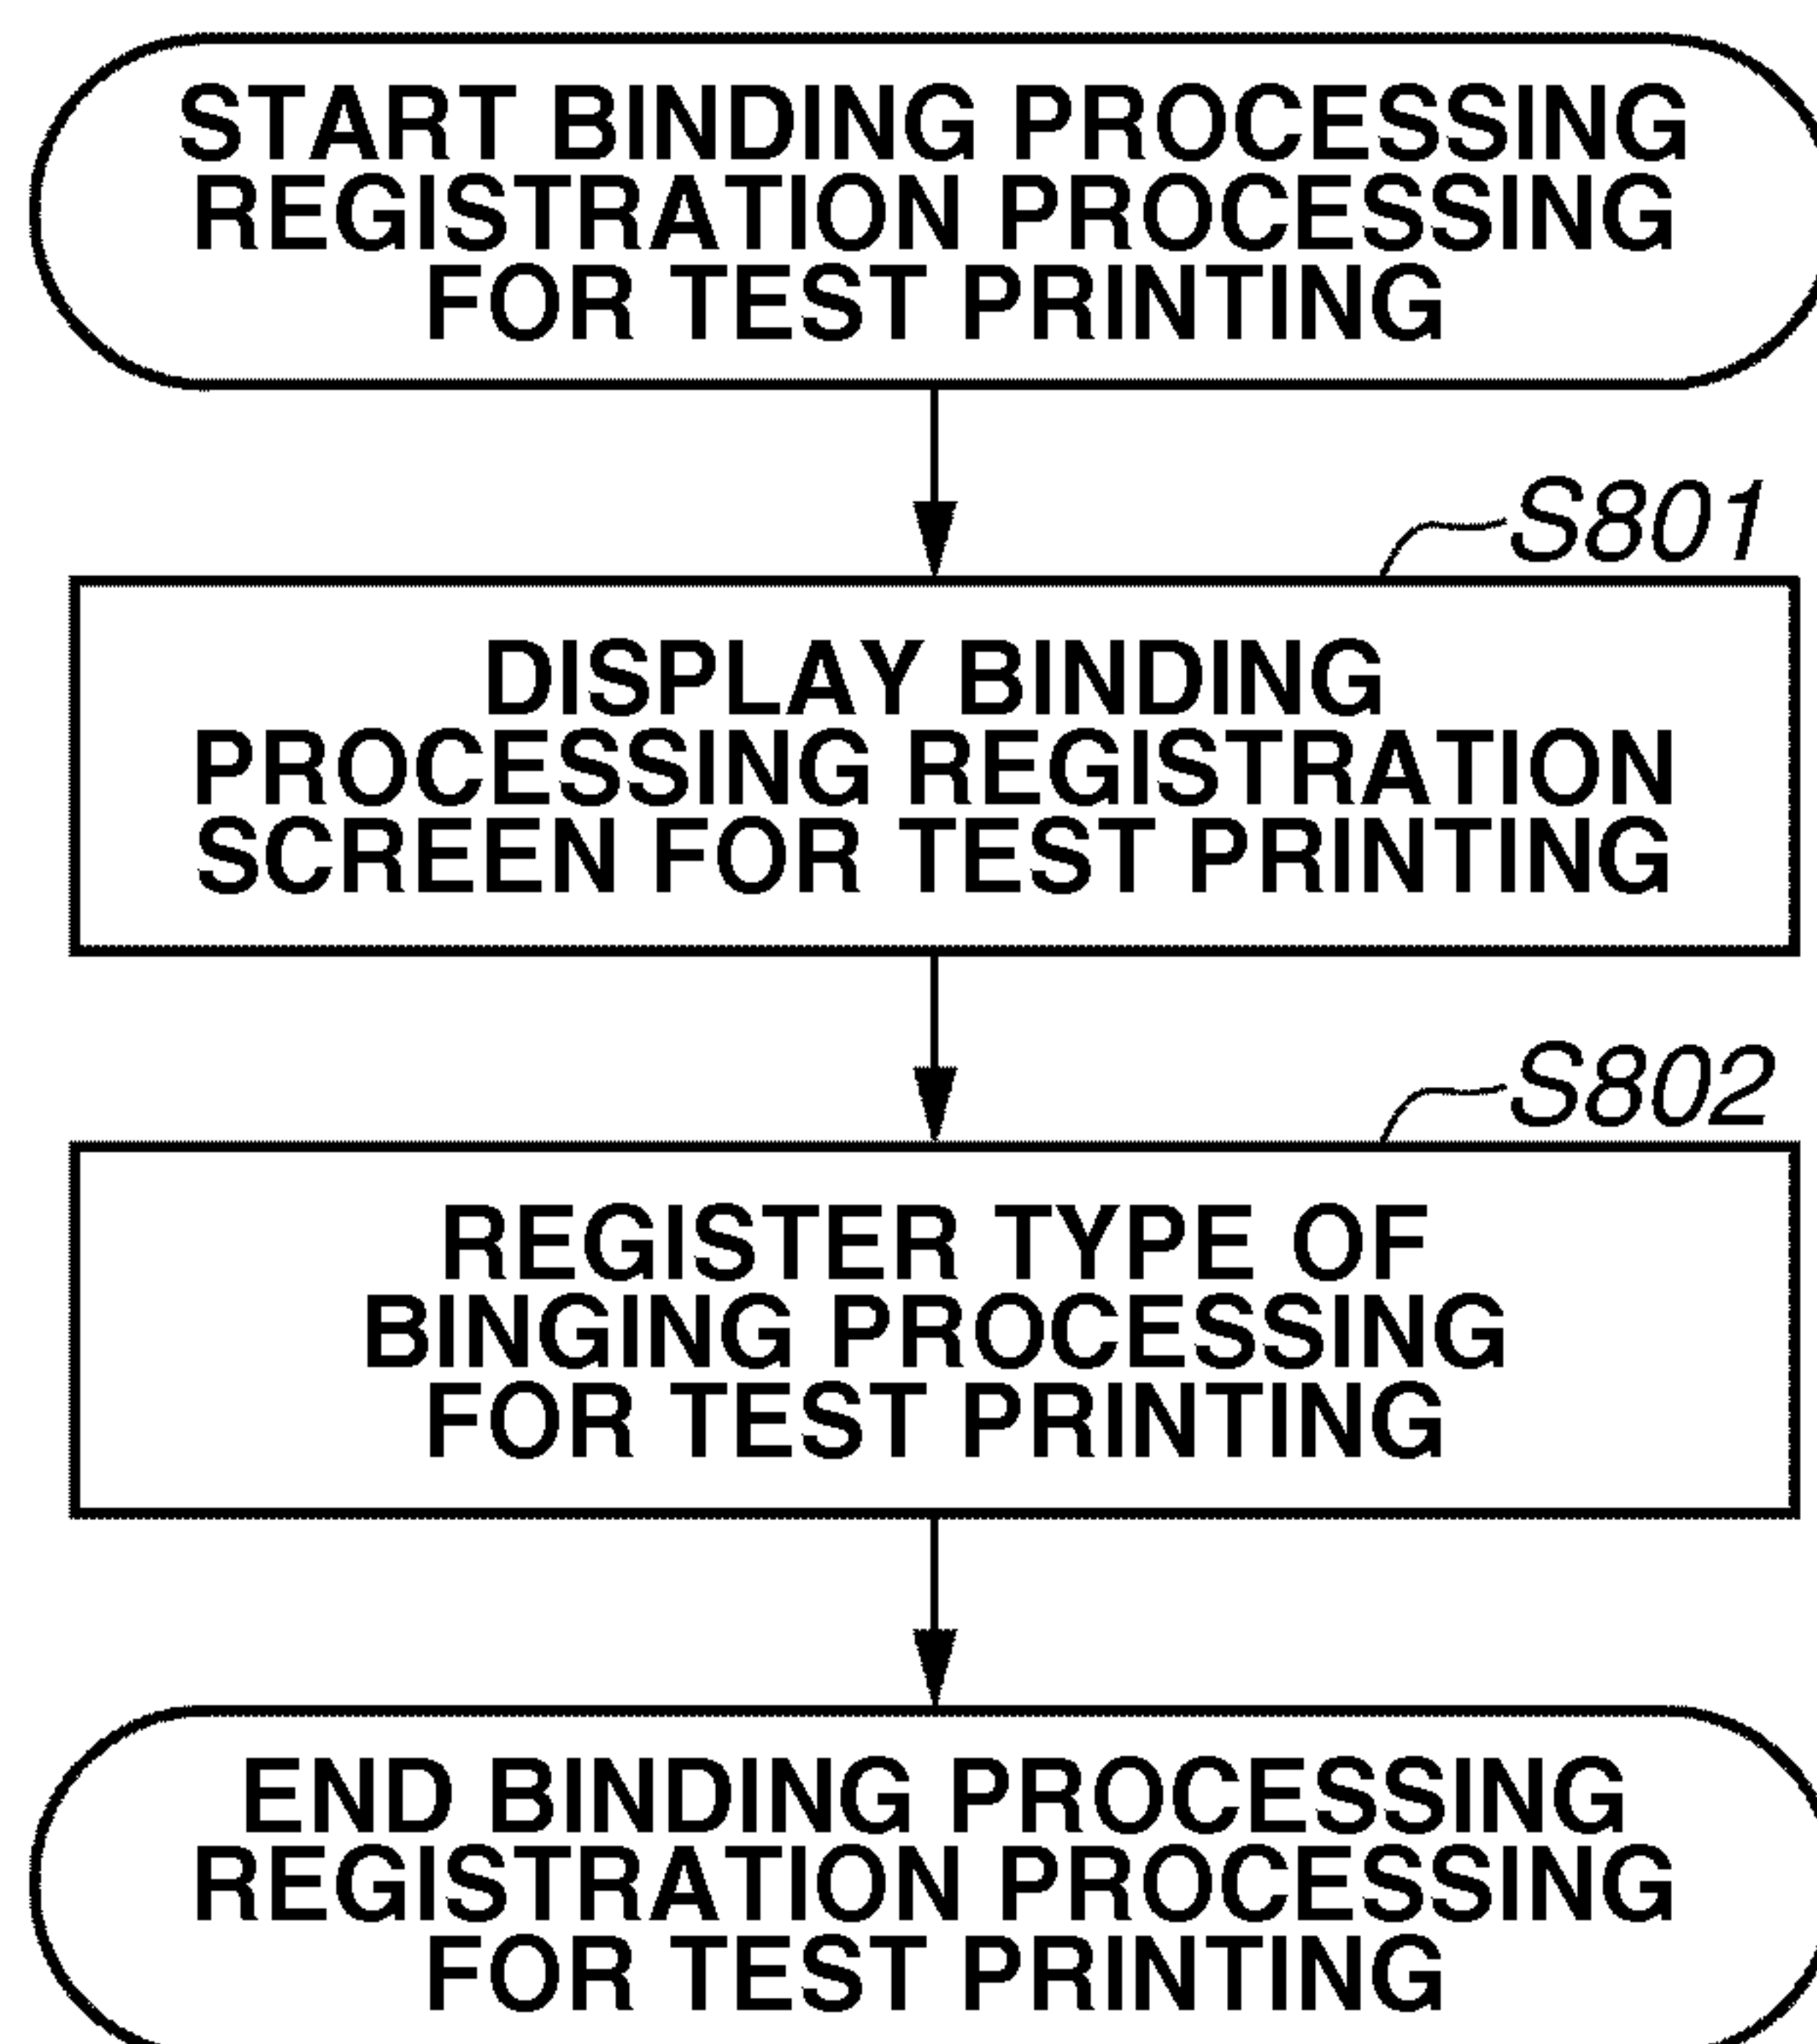 START BINDING PROCESSING
REGISTRATION PROCESSING
FOR TEST PRINTING
S801
DISPLAY BINDING
PROCESSING REGISTRATION
SCREEN FOR TEST PRINTING
S802
REGISTER TYPE OF
BINGING PROCESSING
FOR TEST PRINTING
END BINDING PROCESSING
REGISTRATION PROCESSING
FOR TEST PRINTING